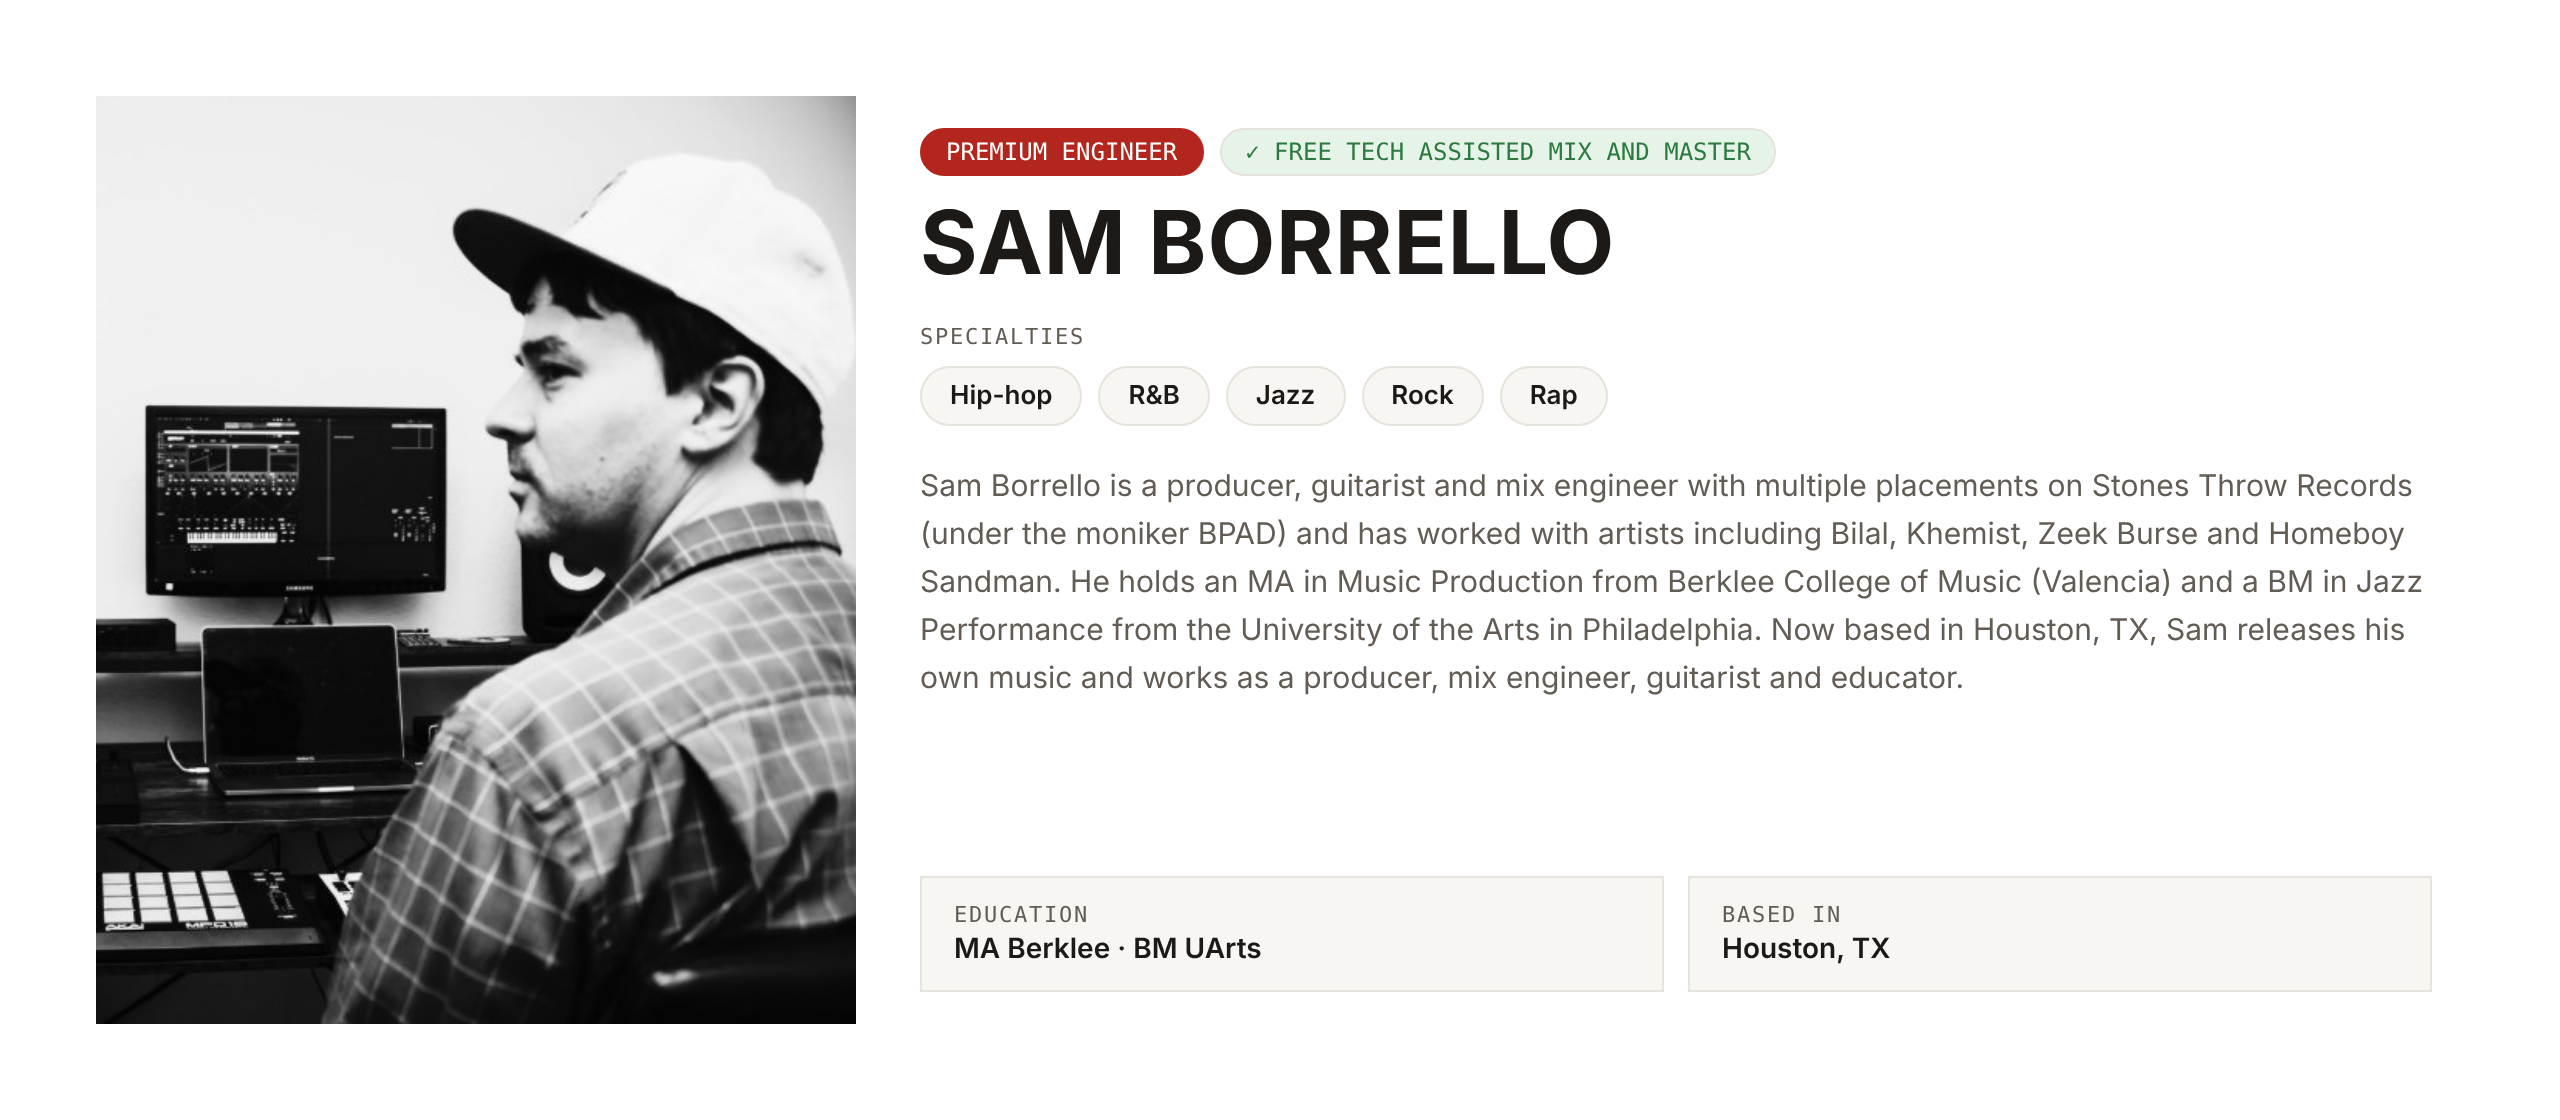 PREMIUM ENGINEER
✓ FREE TECH ASSISTED MIX AND MASTER
SAM BORRELLO
SPECIALTIES
Hip-hop
R&B
Jazz
Rock
Rap
Sam Borrello is a producer, guitarist and mix engineer with multiple placements on Stones Throw Records
(under the moniker BPAD) and has worked with artists including Bilal, Khemist, Zeek Burse and Homeboy
Sandman. He holds an MA in Music Production from Berklee College of Music (Valencia) and a BM in Jazz
Performance from the University of the Arts in Philadelphia. Now based in Houston, TX, Sam releases his
own music and works as a producer, mix engineer, guitarist and educator.
EDUCATION
MA Berklee · BM UArts
BASED IN
Houston, TX
SAMSUNG
AKAI